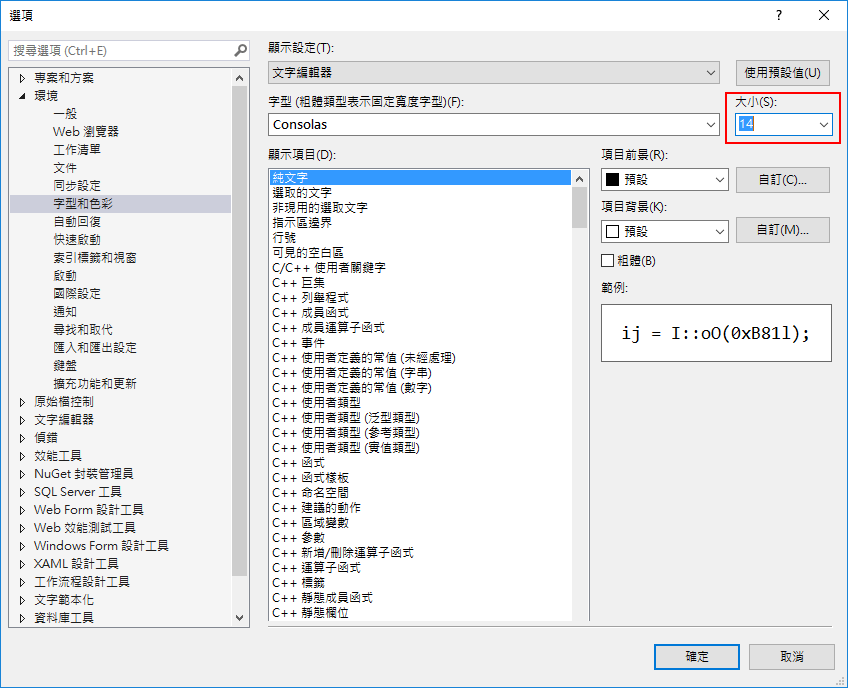 選項
?
搜尋選項 (Ctrl+E)
專案和方案
環境
一般
Web 瀏覽器
工作清單
文件
同步設定
字型和色彩
自動回復
快速啟動
索引標籤和視窗
啟動
國際設定
通知
尋找和取代
匯入和匯出設定
鍵盤
擴充功能和更新
原始檔控制
文字編輯器
偵錯
效能工具
NuGet 封裝管理員
SQL Server 工具
Web Form 設計工具
Web 效能測試工具
Windows Form 設計工具
XAML 設計工具
工作流程設計工具
文字範本化
資料庫工具
顯示設定(T):
文字編輯器
使用預設值(U)
字型 (粗體類型表示固定寬度字型)(F):
大小(S):
Consolas
14
顯示項目(D):
純文字
選取的文字
非現用的選取文字
指示區邊界
行號
可見的空白區
C/C++ 使用者關鍵字
C++ 巨集
C++ 列舉程式
C++ 成員函式
C++ 成員運算子函式
C++ 事件
C++ 使用者定義的常值 (未經處理)
C++ 使用者定義的常值 (字串)
C++ 使用者定義的常值 (數字)
C++ 使用者類型
C++ 使用者類型 (泛型類型)
C++ 使用者類型 (參考類型)
C++ 使用者類型 (實值類型)
C++ 函式
C++ 函式樣板
C++ 命名空間
C++ 建議的動作
C++ 區域變數
C++ 參數
C++ 新增/刪除運算子函式
C++ 運算子函式
C++ 標籤
C++ 靜態成員函式
C++ 靜態欄位
項目前景(R):
預設
自訂(C)...
項目背景(K):
預設
自訂(M)...
粗體(B)
範例:
ij = I::oO(0xB81l);
確定
取消